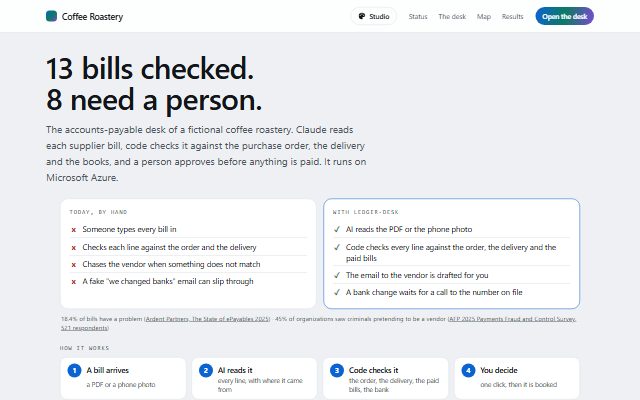 Coffee Roastery
Studio
Status
The desk
Map
Results
Open the desk
13 bills checked.
8 need a person.
The accounts-payable desk of a fictional coffee roastery. Claude reads
each supplier bill, code checks it against the purchase order, the delivery
and the books, and a person approves before anything is paid. It runs on
Microsoft Azure.
TODAY, BY HAND
x Someone types every bill in
x Checks each line against the order and the delivery
x Chases the vendor when something does not match
x A fake "we changed banks" email can slip through
WITH LEDGER-DESK
✓ AI reads the PDF or the phone photo
✓ Code checks every line against the order, the delivery and the
paid bills
✓ The email to the vendor is drafted for you
✓ A bank change waits for a call to the number on file
18.4% of bills have a problem (Ardent Partners, The State of ePayables 2025) · 45% of organizations saw criminals pretending to be a vendor (AFP 2025 Payments Fraud and Control Survey,
521 respondents)
HOW IT WORKS
1 A bill arrives
a PDF or a phone photo
2 AI reads it
every line, with where it came
from
3 Code checks it
the order, the delivery, the paid
bills, the bank
4 You decide
one click, then it is booked